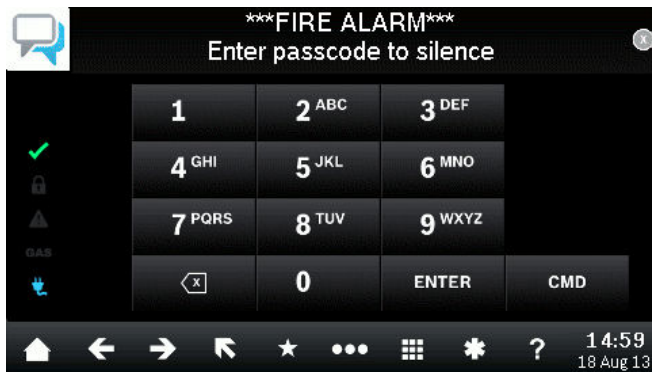 ***FIRE ALARM***
Enter passcode to silence
1
2 ABC
3 DEF
4 GHI
5 JKL
6 MNO
7 PQRS
8 TUV
9 WXYZ
GAS
x
0
ENTER
CMD
?
14:59
18 Aug 13